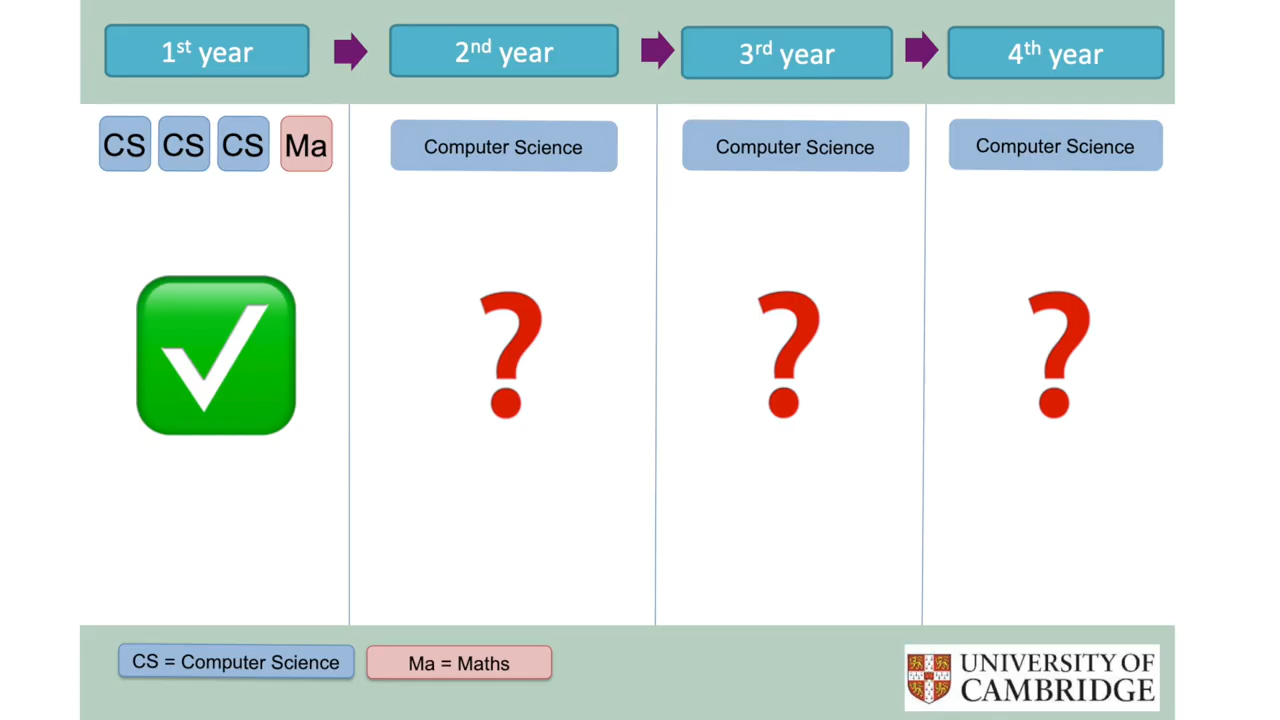 1st year
2nd year
3rd year
4th year
CS CS CS Ma
Computer Science
Computer Science
Computer Science
?
?
?
CS = Computer Science
Ma = Maths
UNIVERSITY OF
CAMBRIDGE